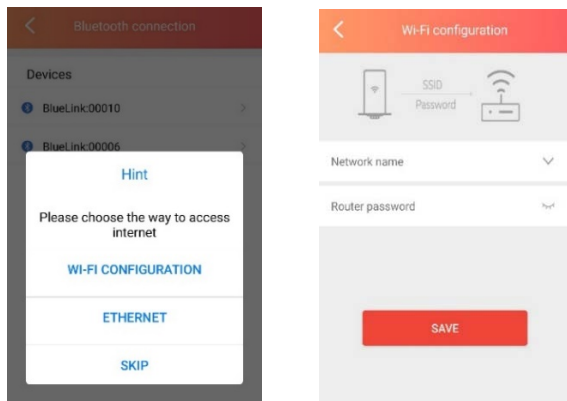 Bluetooth connection
Devices
BlueLink:00010
BlueLink:00006
Hint
Please choose the way to access
internet
WI-FI CONFIGURATION
ETHERNET
SKIP
Wi-Fi configuration
SSID
Password
Network name
Router password
SAVE